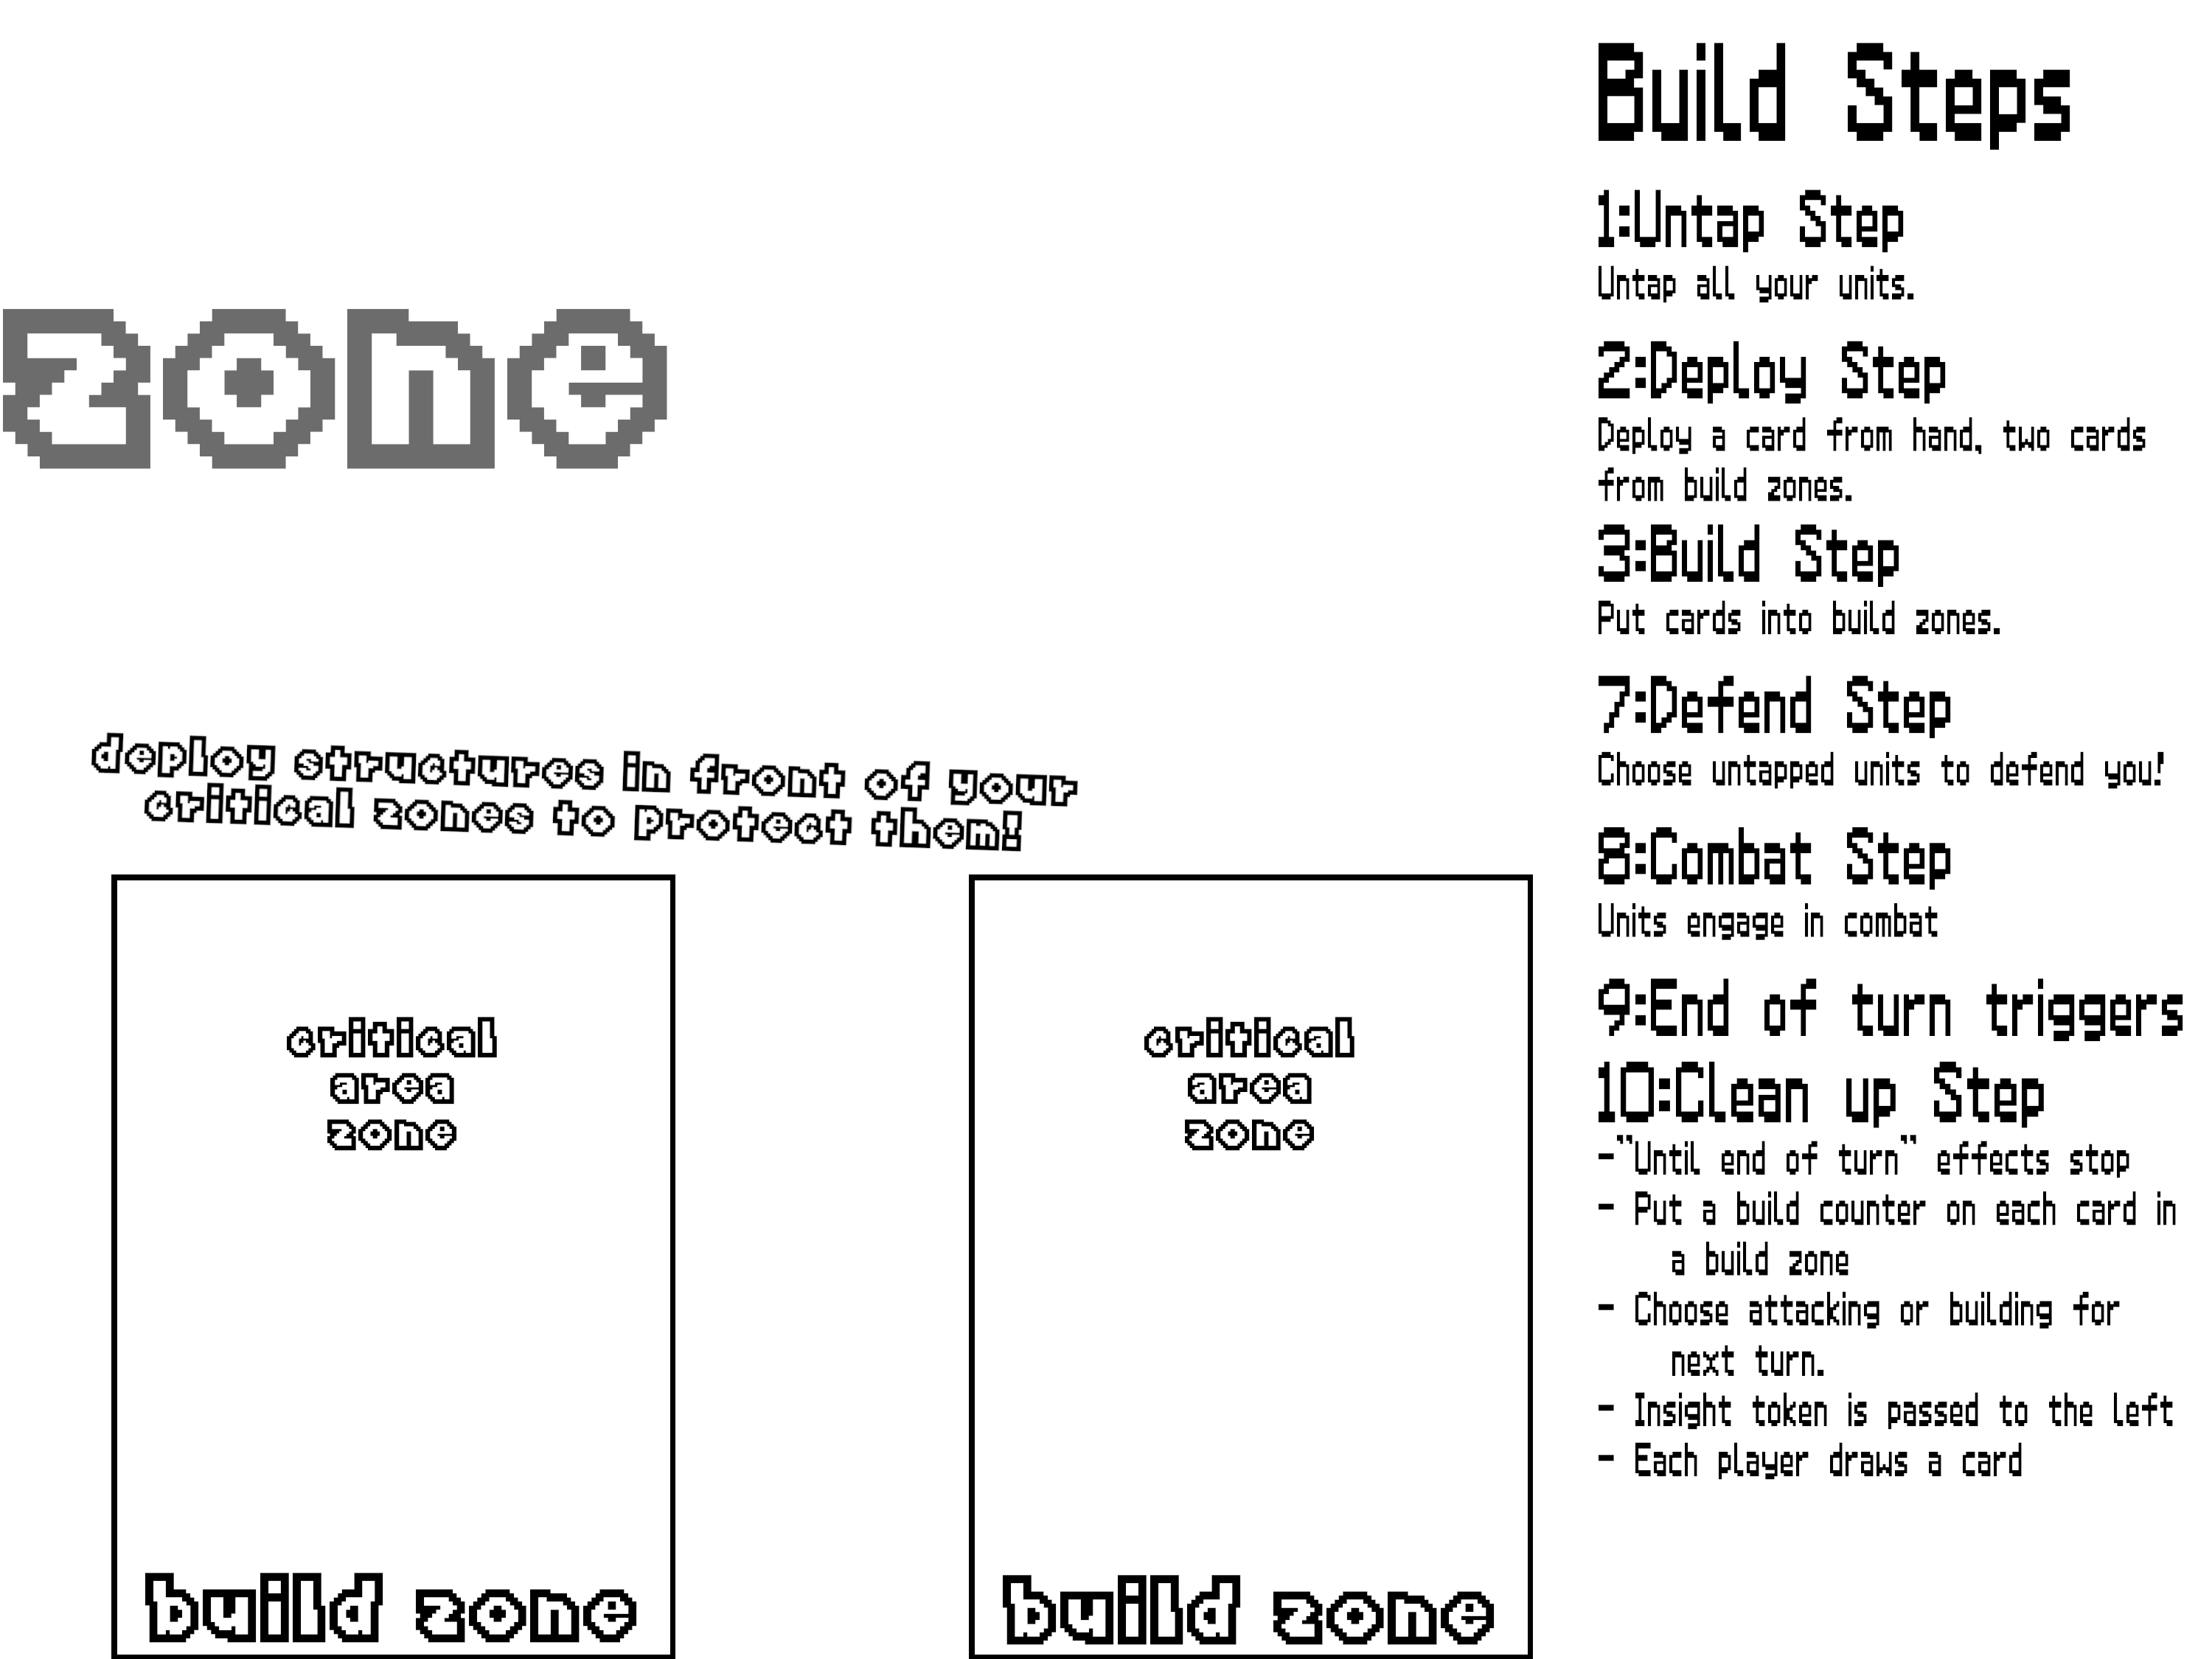 zone
deploy structures in front of your
critical zones to protect them!
critical
area
zone
build zone
critical
area
zone
build zone
Build Steps
1:Untap Step
Untap all your units.
2:Deploy Step
Deploy a card from hand, two cards
from build zones.
3:Build Step
Put cards into build zones.
7:Defend Step
Choose untapped units to defend you!
8:Combat Step
Units engage in combat
9:End of turn triggers
10:Clean up Step
-"Until end of turn" effects stop
- Put a build counter on each card in
a build zone
- Choose attacking or building for
next turn.
- Insight token is passed to the left
- Each player draws a card